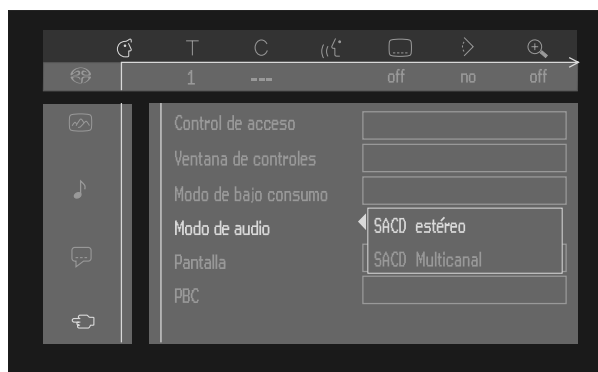 T C
1 --- off no off
Control de acceso
Ventana de controles
Modo de bajo consumo
Modo de audio
SACD estéreo
Pantalla
SACD Multicanal
PBC